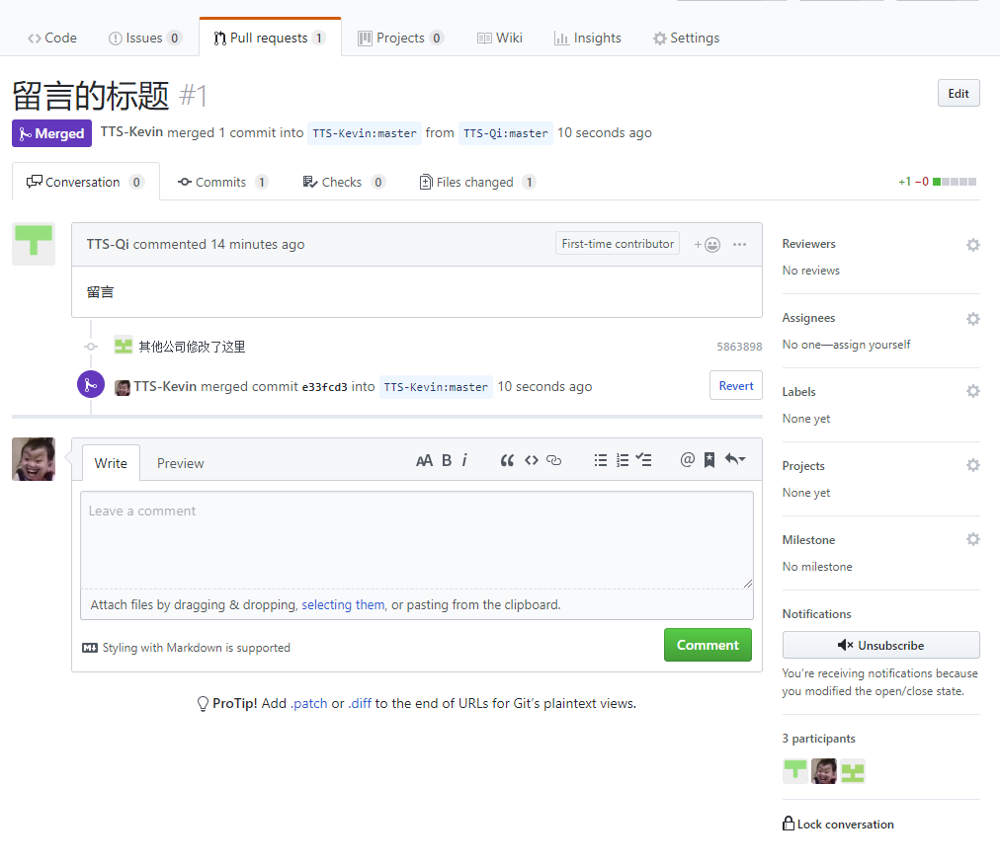 Code Issues 0 Pull requests 1 Projects 0 Wiki Insights Settings
留言的标题 #1 Edit
Merged TTS-Kevin merged 1 commit into TTS-Kevin:master from TTS-Qi:master 10 seconds ago
Conversation 0 Commits 1 Checks 0 Files changed 1 +1 −0
TTS-Qi commented 14 minutes ago First-time contributor + ···
留言
其他公司修改了这里 5863898
TTS-Kevin merged commit e33fcd3 into TTS-Kevin:master 10 seconds ago Revert
Write Preview AA B i @
Leave a comment
Attach files by dragging & dropping, selecting them, or pasting from the clipboard.
Styling with Markdown is supported Comment
ProTip! Add .patch or .diff to the end of URLs for Git’s plaintext views.
Reviewers
No reviews
Assignees
No one—assign yourself
Labels
None yet
Projects
None yet
Milestone
No milestone
Notifications
Unsubscribe
You’re receiving notifications because
you modified the open/close state.
3 participants
Lock conversation